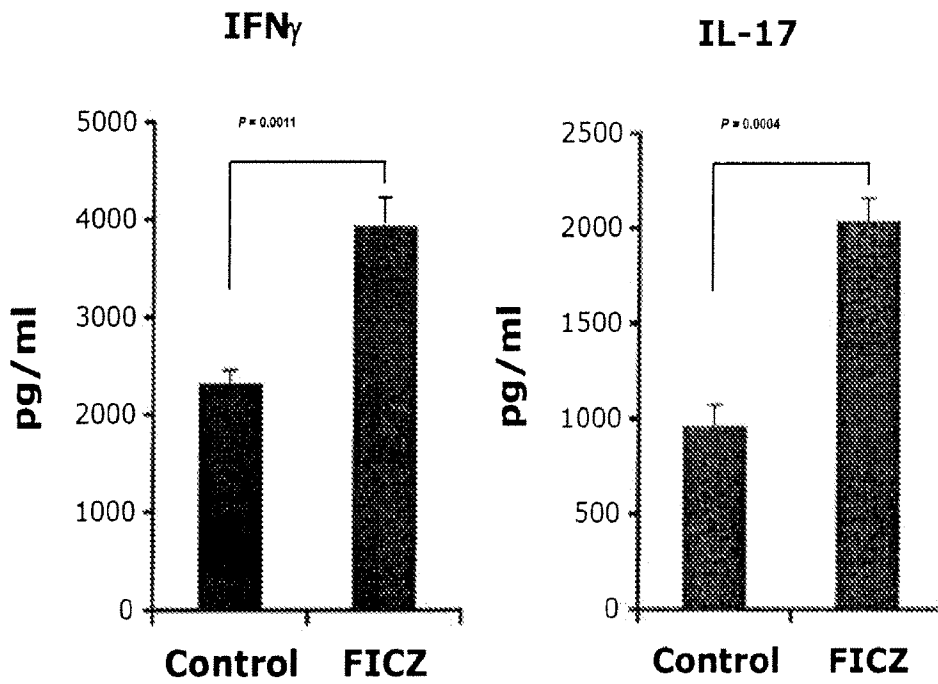 IFNγ
P = 0.0011
5000
4000
3000
2000
1000
0
pg/ml
Control FICZ
IL-17
P = 0.0004
2500
2000
1500
1000
500
0
pg/ml
Control FICZ